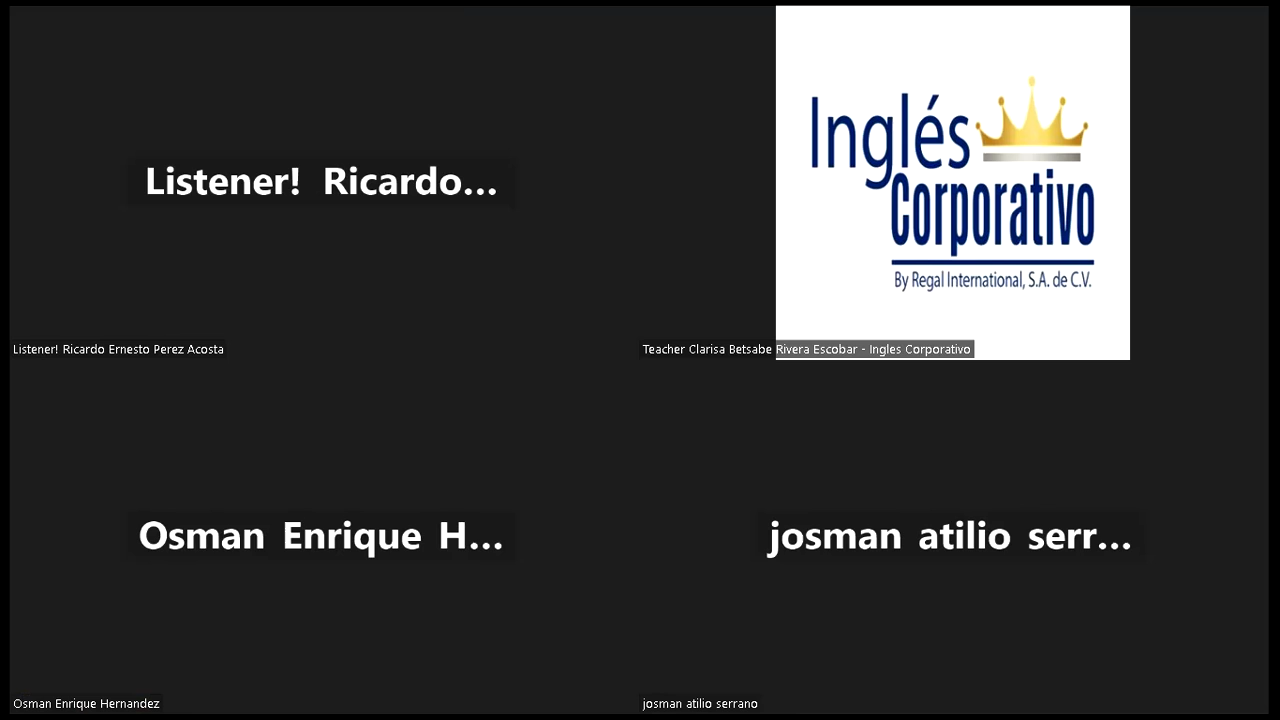 Listener! Ricardo...
Listener! Ricardo Ernesto Perez Acosta
Inglés
Corporativo
By Regal International, S.A. de C.V.
Teacher Clarisa Betsabe Rivera Escobar - Ingles Corporativo
Osman Enrique H...
Osman Enrique Hernandez
josman atilio serr...
josman atilio serrano